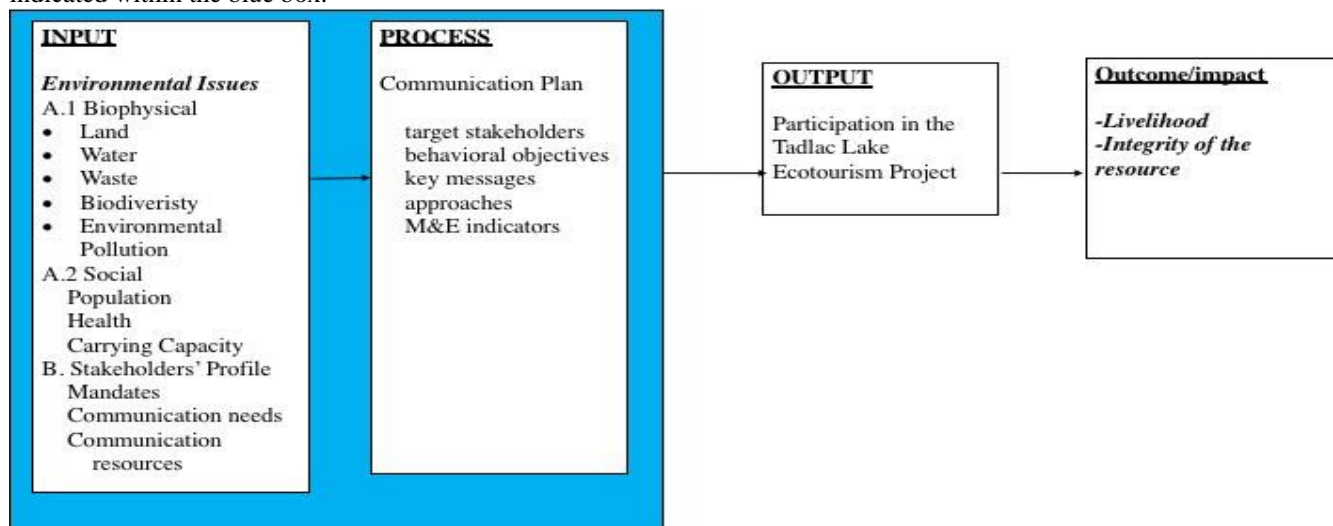 indicated within the blue box.
INPUT
Environmental Issues
A.1 Biophysical
• Land
• Water
• Waste
• Biodiveristy
• Environmental
Pollution
A.2 Social
Population
Health
Carrying Capacity
B. Stakeholders’ Profile
Mandates
Communication needs
Communication
resources
PROCESS
Communication Plan
target stakeholders
behavioral objectives
key messages
approaches
M&E indicators
OUTPUT
Participation in the
Tadlac Lake
Ecotourism Project
Outcome/impact
-Livelihood
-Integrity of the
resource